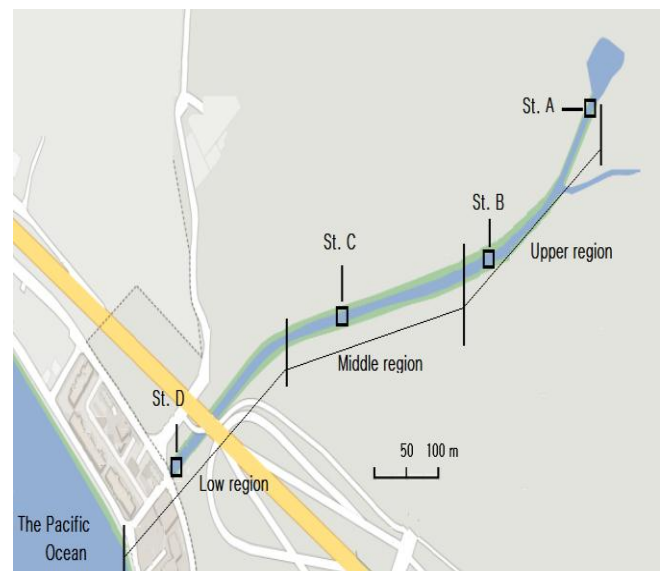 St. A
St. B
Upper region
St. C
Middle region
St. D
50 100 m
Low region
The Pacific
Ocean